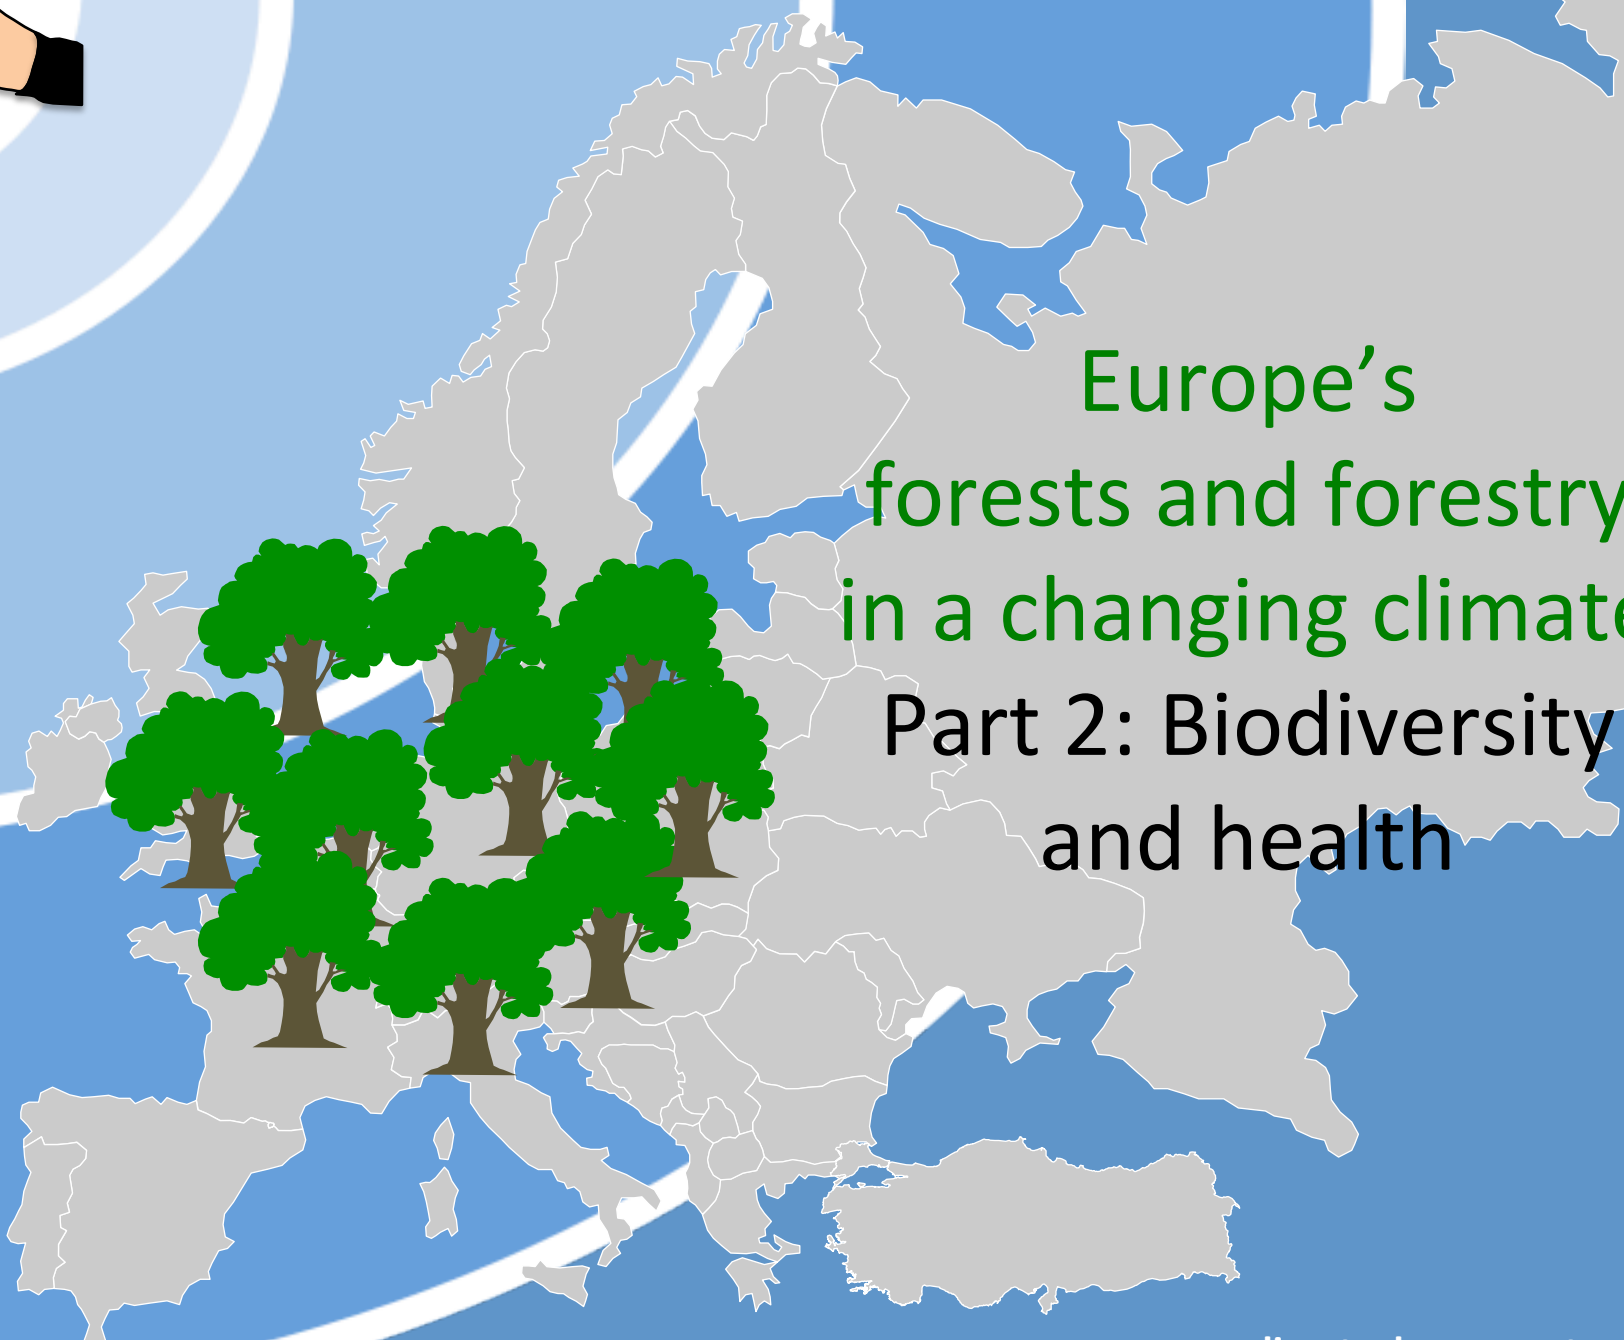 Europe’s
forests and forestry
in a changing climate
Part 2: Biodiversity
and health